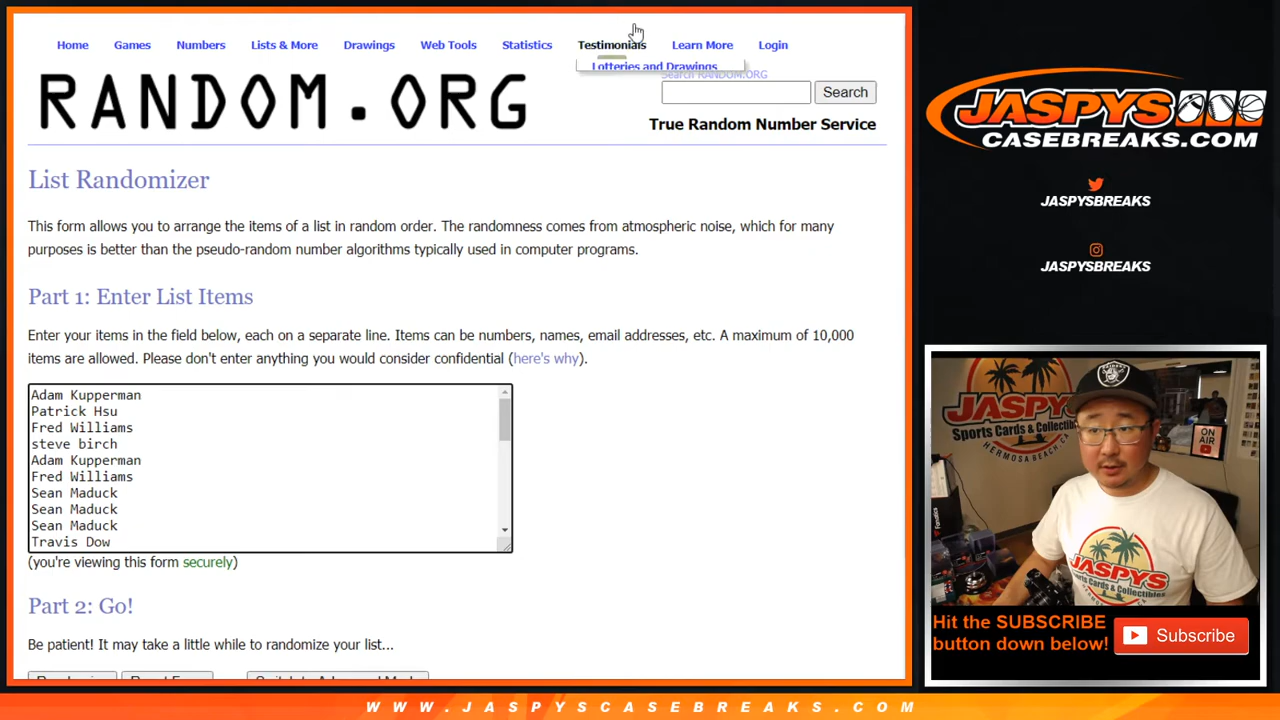 Home Games Numbers Lists & More Drawings Web Tools Statistics Testimonials Learn More Login
Lotteries and Drawings
Search RANDOM.ORG
RANDOM.ORG
Search
True Random Number Service
List Randomizer
This form allows you to arrange the items of a list in random order. The randomness comes from atmospheric noise, which for many
purposes is better than the pseudo-random number algorithms typically used in computer programs.
Part 1: Enter List Items
Enter your items in the field below, each on a separate line. Items can be numbers, names, email addresses, etc. A maximum of 10,000
items are allowed. Please don't enter anything you would consider confidential (here's why).
Adam Kupperman
Patrick Hsu
Fred Williams
steve birch
Adam Kupperman
Fred Williams
Sean Maduck
Sean Maduck
Sean Maduck
Travis Dow
(you're viewing this form securely)
Part 2: Go!
Be patient! It may take a little while to randomize your list...
JASPYS
CASEBREAKS.COM
JASPYSBREAKS
JASPYSBREAKS
JASPYS
Sports Cards & Collectibles
HERMOSA BEACH, CA
RAIDERS
ON
AIR
Fanatics
JASPYS
Sports Cards & Collectibles
Hit the SUBSCRIBE
button down below!
Subscribe
WWW.JASPYSCASEBREAKS.COM